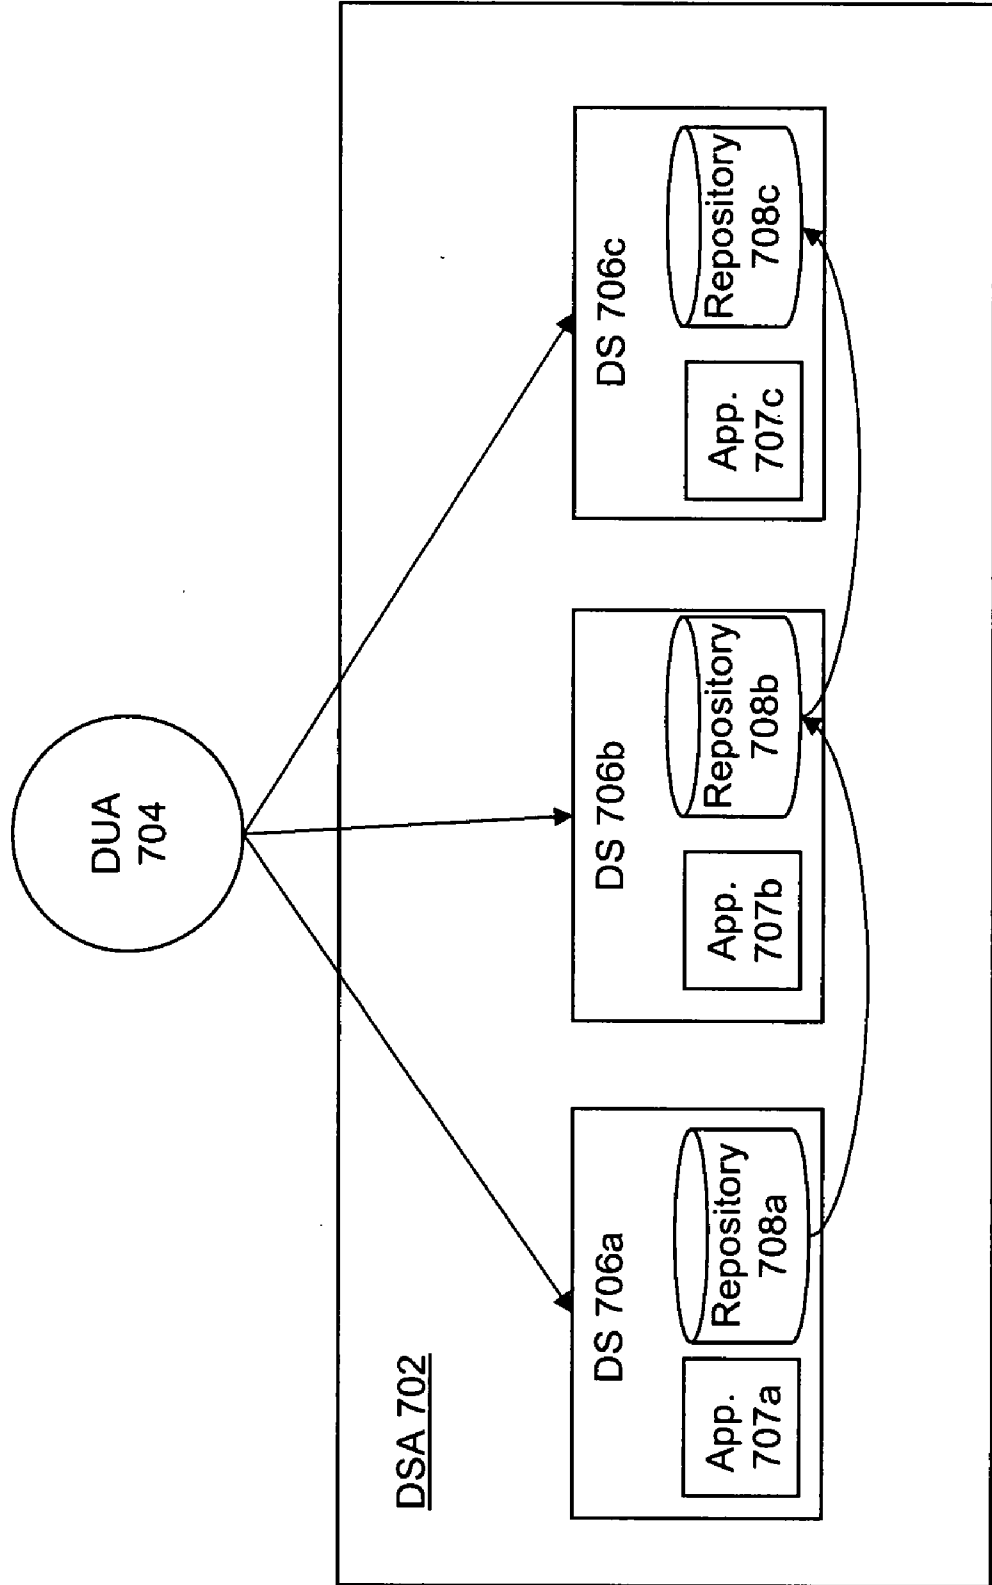 DUA
704
DSA 702
DS 706a
App.
707a
Repository
708a
DS 706b
App.
707b
Repository
708b
DS 706c
App.
707c
Repository
708c